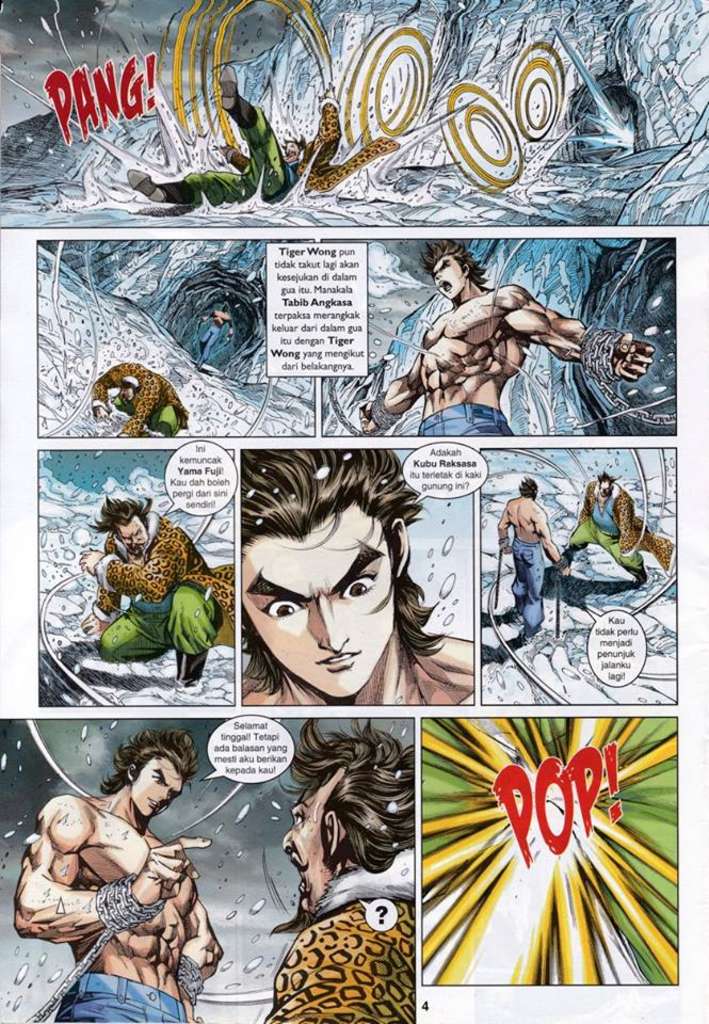 PANG!
Tiger Wong pun
tidak takut lagi akan
kesejukan di dalam
gua itu. Manakala
Tabib Angkasa
terpaksa merangkak
keluar dari dalam gua
itu dengan Tiger
Wong yang mengikut
dari belakangnya.
Ini
kemuncak
Yama Fuji!
Kau dah boleh
pergi dari sini
sendiri!
Adakah
Kubu Raksasa
itu terletak di kaki
gunung ini?
Kau
tidak perlu
menjadi
penunjuk
jalanku
lagi!
Selamat
tinggal! Tetapi
ada balasan yang
mesti aku berikan
kepada kau!
?
POP!
4